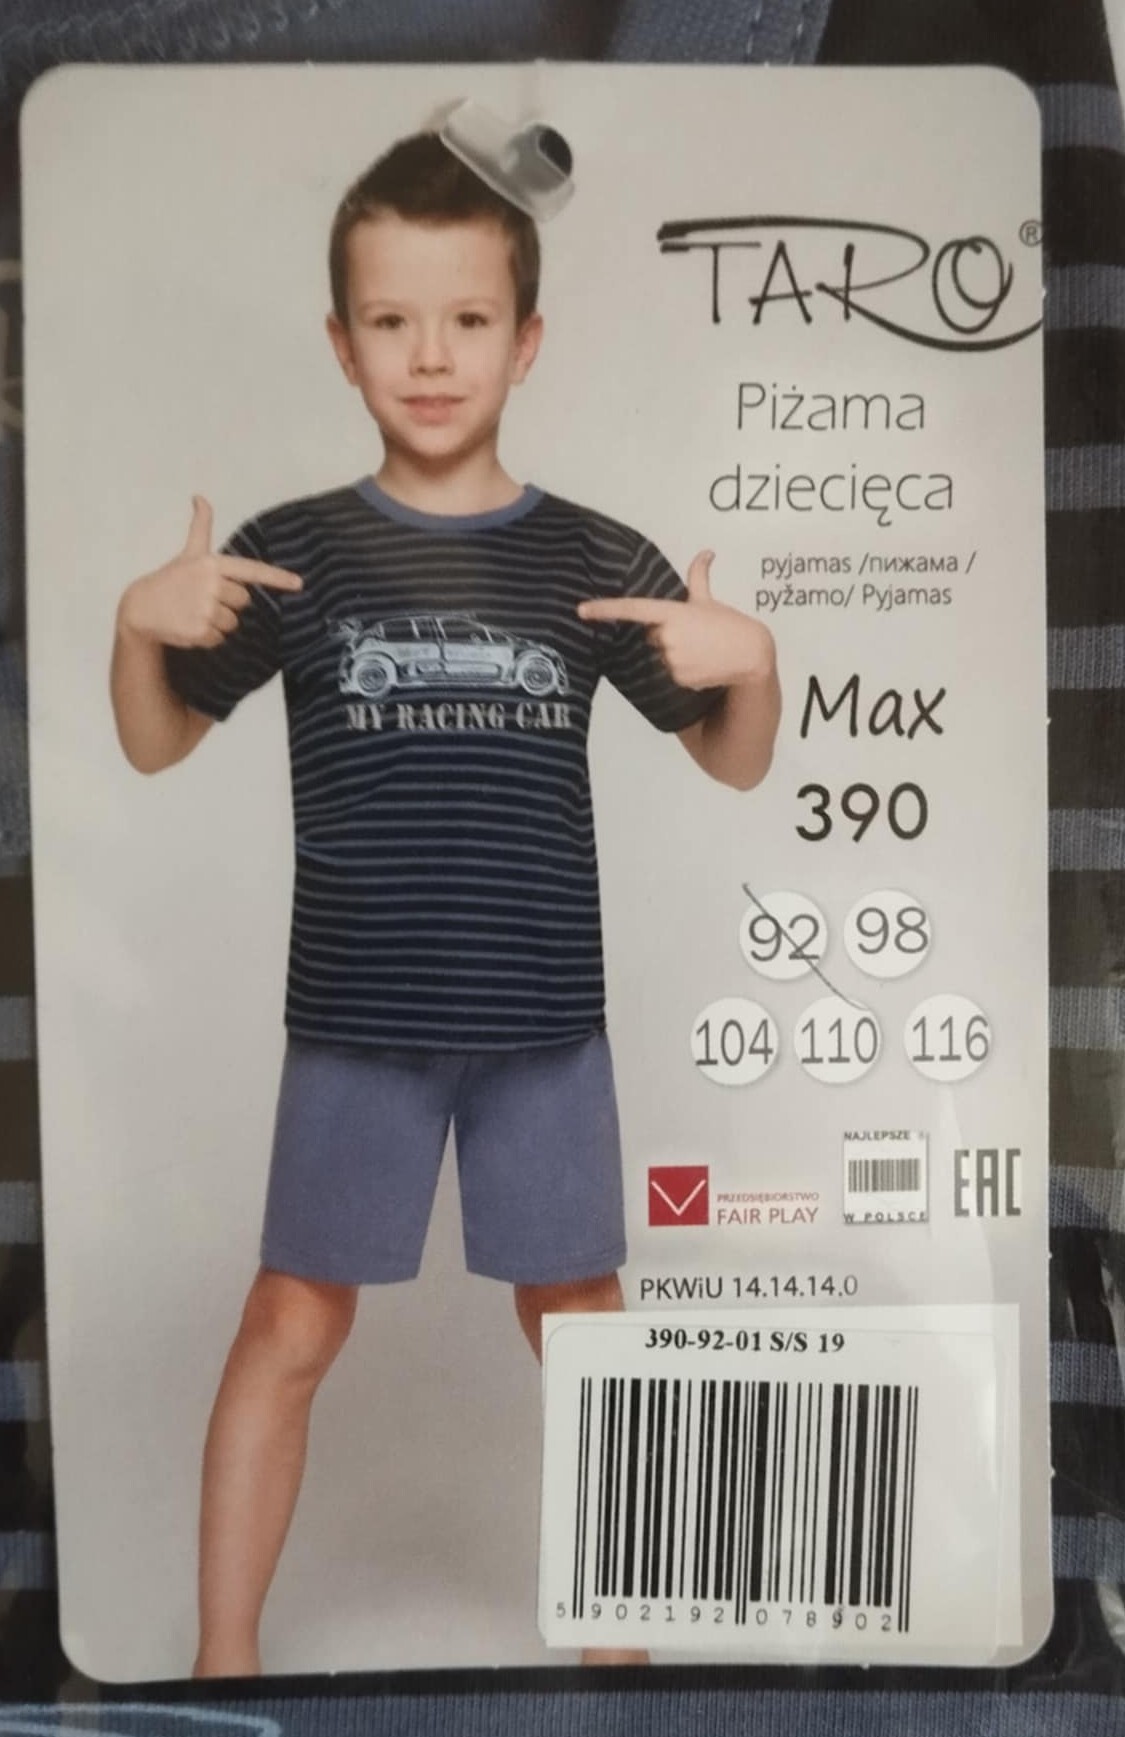 TARO®
Piżama
dziecięca
pyjamas /пижама /
pyžamo/ Pyjamas
MY RACING CAR
Max
390
92 98
104 110 116
NAJLEPSZE
W POLSCE
PRZEDSIĘBIORSTWO
FAIR PLAY
EAC
PKWiU 14.14.14.0
390-92-01 S/S 19
5 902192 078902